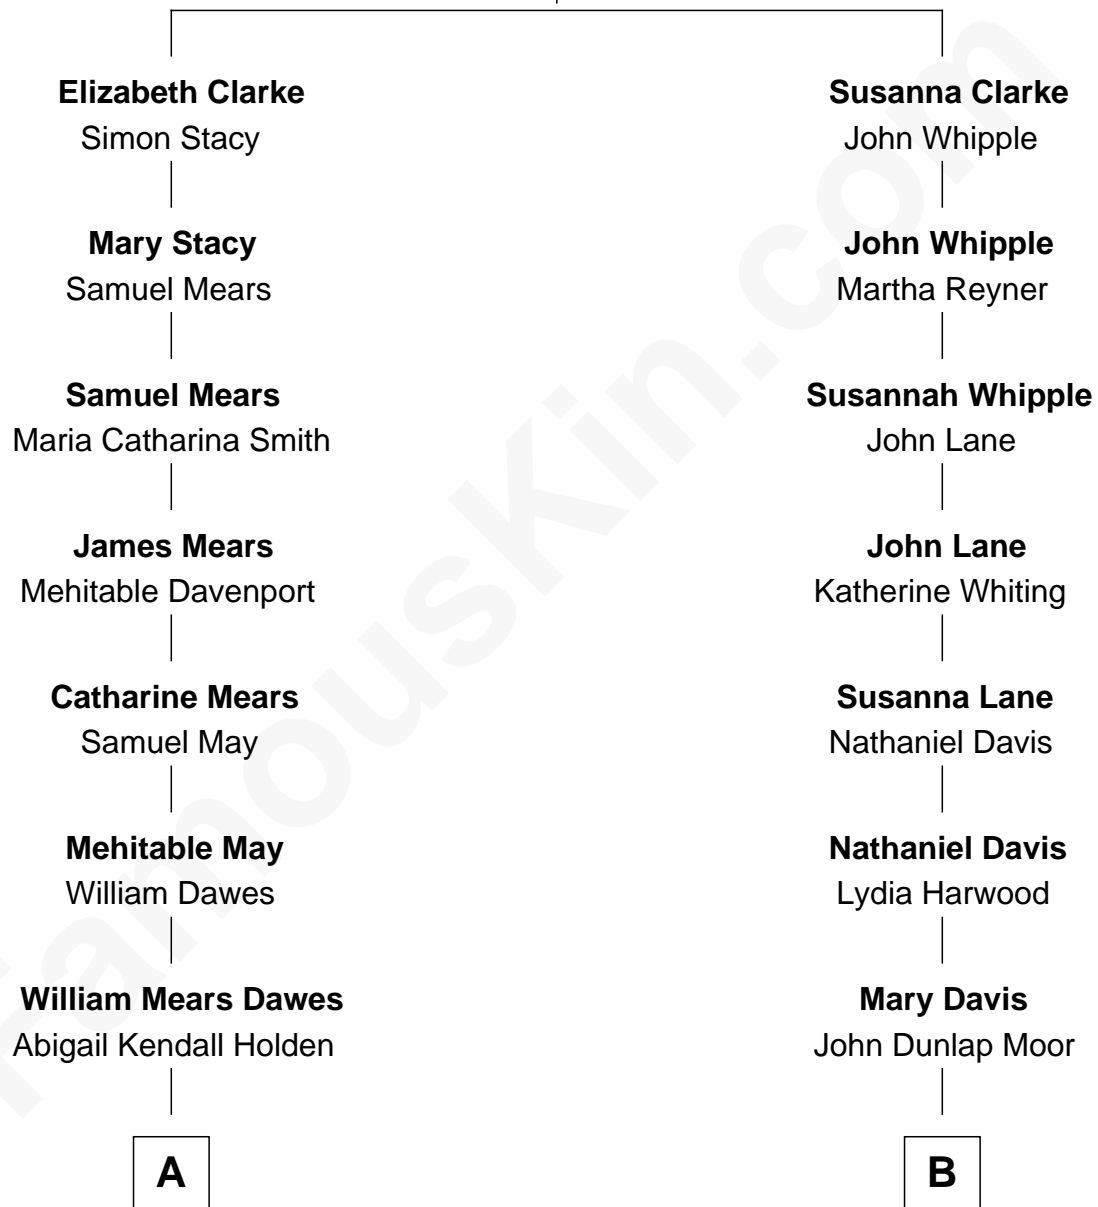 Elizabeth Clarke
Simon Stacy
Mary Stacy
Samuel Mears
Samuel Mears
Maria Catharina Smith
James Mears
Mehitable Davenport
Catharine Mears
Samuel May
Mehitable May
William Dawes
William Mears Dawes
Abigail Kendall Holden
A
Susanna Clarke
John Whipple
John Whipple
Martha Reyner
Susannah Whipple
John Lane
John Lane
Katherine Whiting
Susanna Lane
Nathaniel Davis
Nathaniel Davis
Lydia Harwood
Mary Davis
John Dunlap Moor
B
FamousKin.com